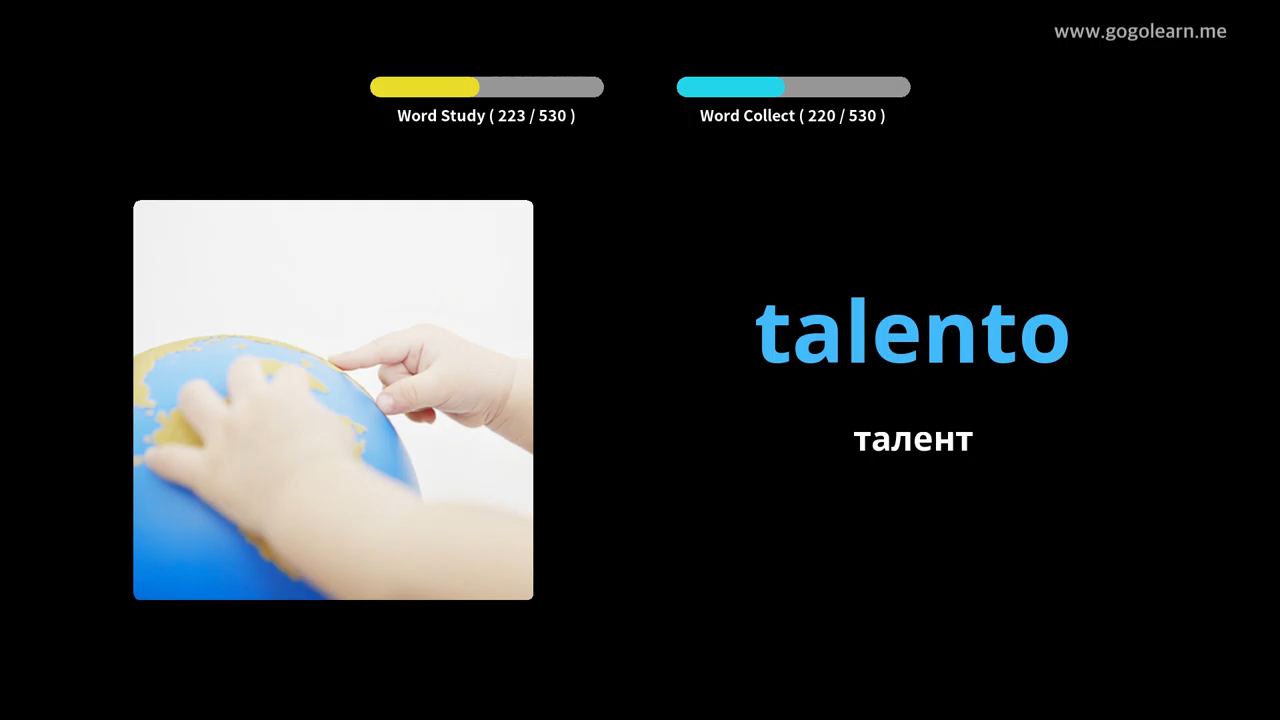 www.gogolearn.me
Word Study ( 223 / 530 )
Word Collect ( 220 / 530 )
talento
талент